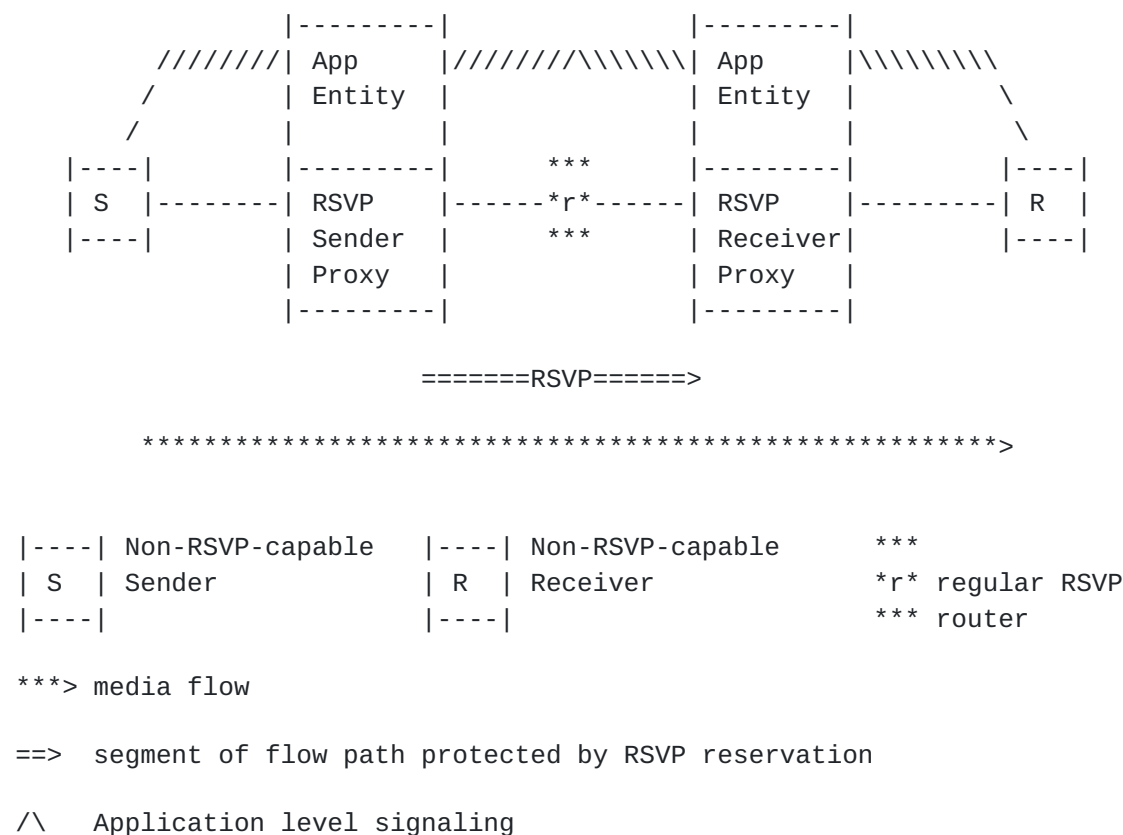 |---------|                |---------|
         ////////| App     |////////\\\\\\\| App     |\\\\\\\\\
        /         | Entity  |                | Entity  |         \
       /          |         |                |         |          \
   |----|         |---------|      ***       |---------|         |----|
   | S  |--------| RSVP    |------*r*------| RSVP    |---------| R  |
   |----|         | Sender  |      ***       | Receiver|         |----|
                  | Proxy   |                | Proxy   |
                  |---------|                |---------|
=======RSVP======>
*******************************************************>
|----| Non-RSVP-capable   |----| Non-RSVP-capable      ***
| S  | Sender             | R  | Receiver              *r* regular RSVP
|----|                    |----|                       *** router
***> media flow
==>  segment of flow path protected by RSVP reservation
/\   Application level signaling